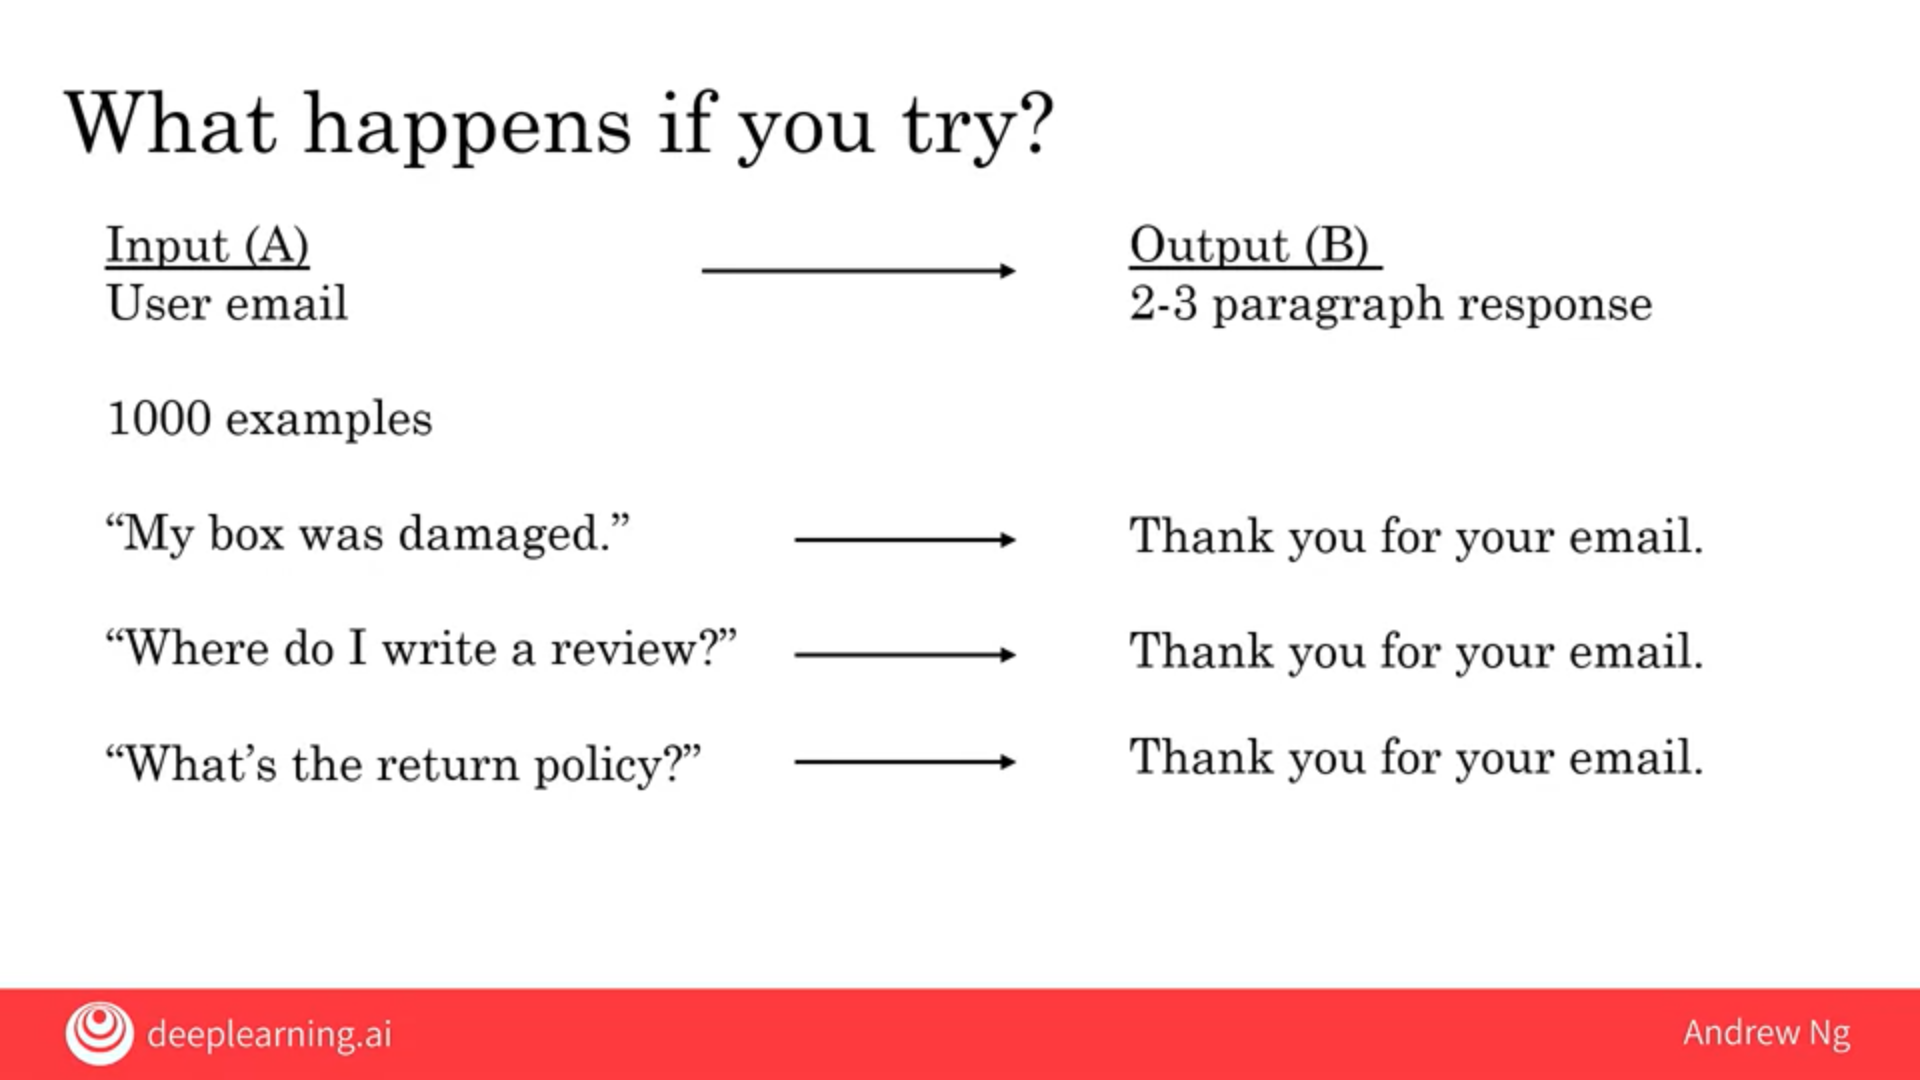 What happens if you try?
Input (A)
Output (B)
User email
2-3 paragraph response
1000 examples
“My box was damaged.”
Thank you for your email.
“Where do I write a review?”
Thank you for your email.
“What’s the return policy?”
Thank you for your email.
deeplearning.ai
Andrew Ng